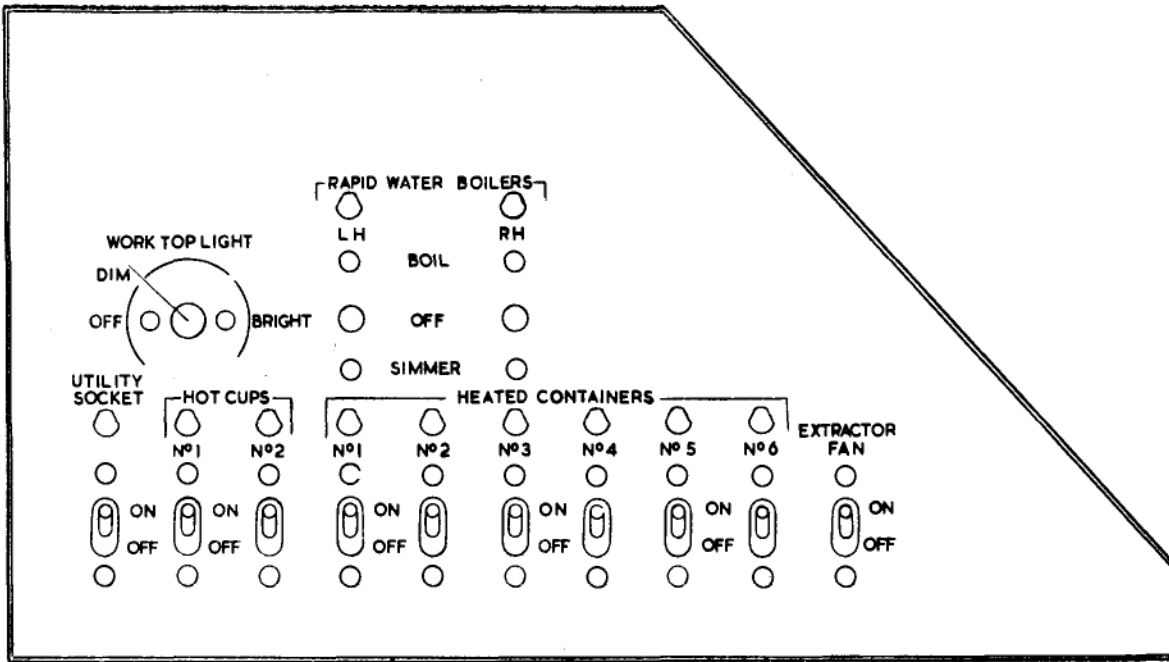 RAPID WATER BOILERS
LH RH
WORK TOP LIGHT
BOIL
DIM
OFF BRIGHT OFF
SIMMER
UTILITY
SOCKET HOT CUPS HEATED CONTAINERS
EXTRACTOR
Nº1 Nº2 Nº1 Nº2 Nº3 Nº4 Nº5 Nº6 FAN
ON ON ON ON ON ON
OFF OFF OFF OFF OFF OFF